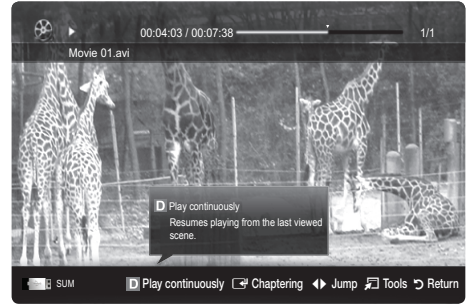 00:04:03 / 00:07:38 1/1
Movie 01.avi
D Play continuously
Resumes playing from the last viewed
scene.
SUM D Play continuously Chaptering Jump Tools Return